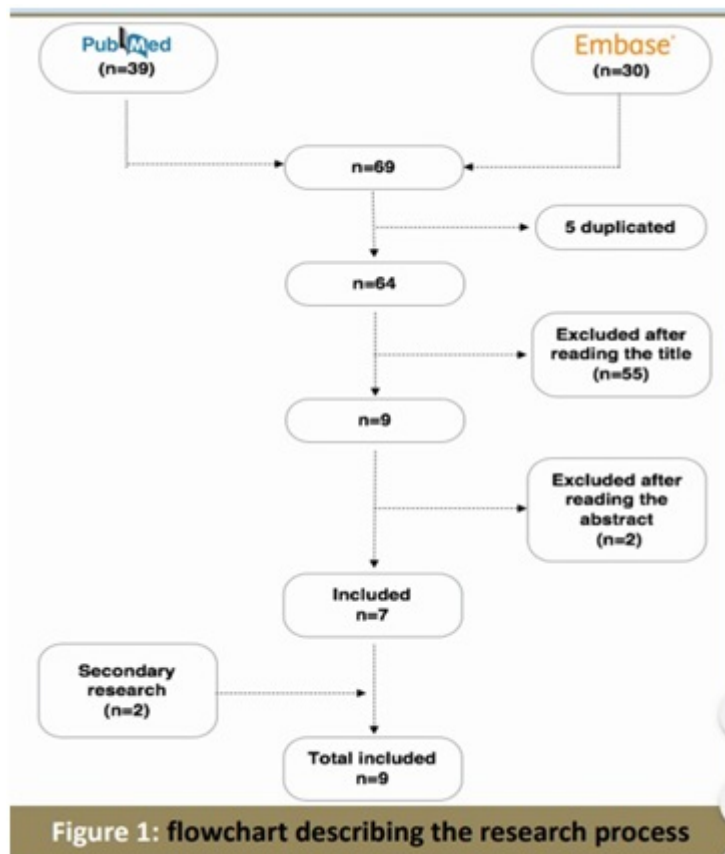 PubMed
(n=39)
Embase®
(n=30)
n=69
5 duplicated
n=64
Excluded after
reading the title
(n=55)
n=9
Excluded after
reading the
abstract
(n=2)
Included
n=7
Secondary
research
(n=2)
Total included
n=9
Figure 1: flowchart describing the research process